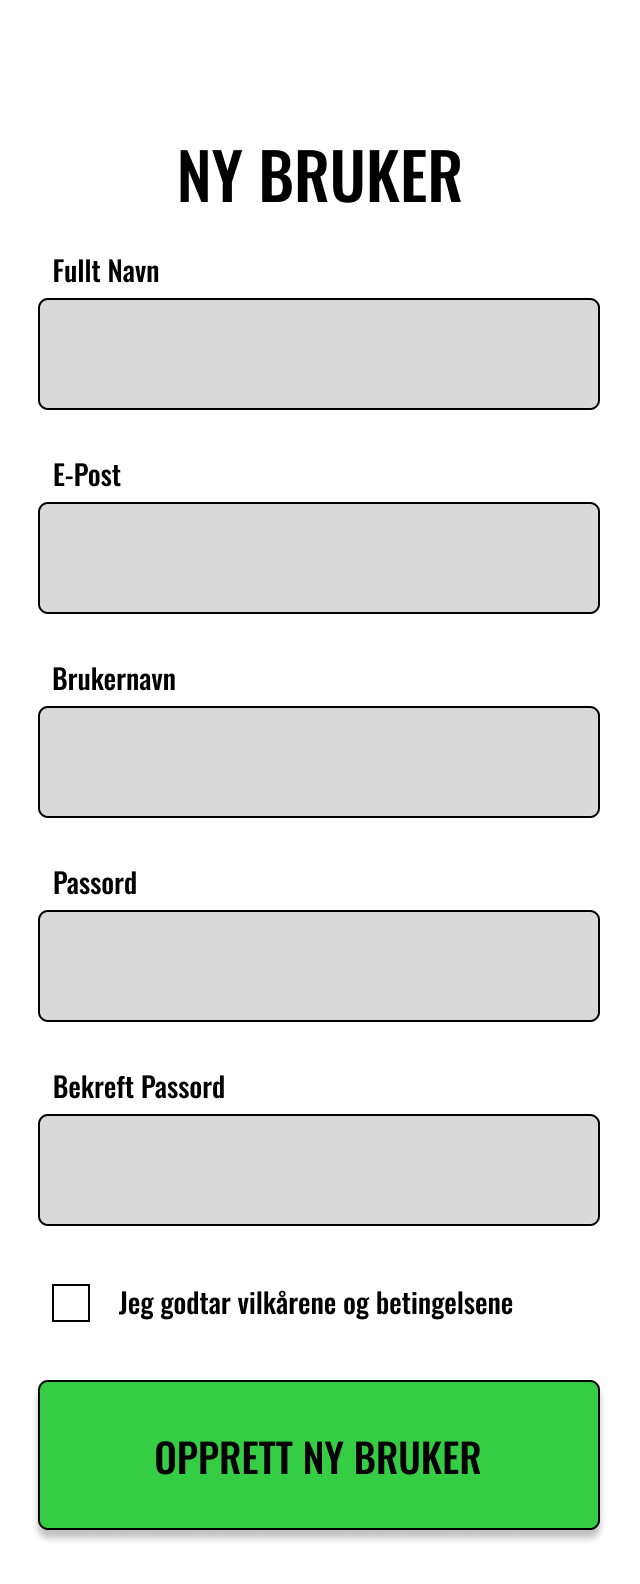 NY BRUKER
Fullt Navn
E-Post
Brukernavn
Passord
Bekreft Passord
Jeg godtar vilkårene og betingelsene
OPPRETT NY BRUKER